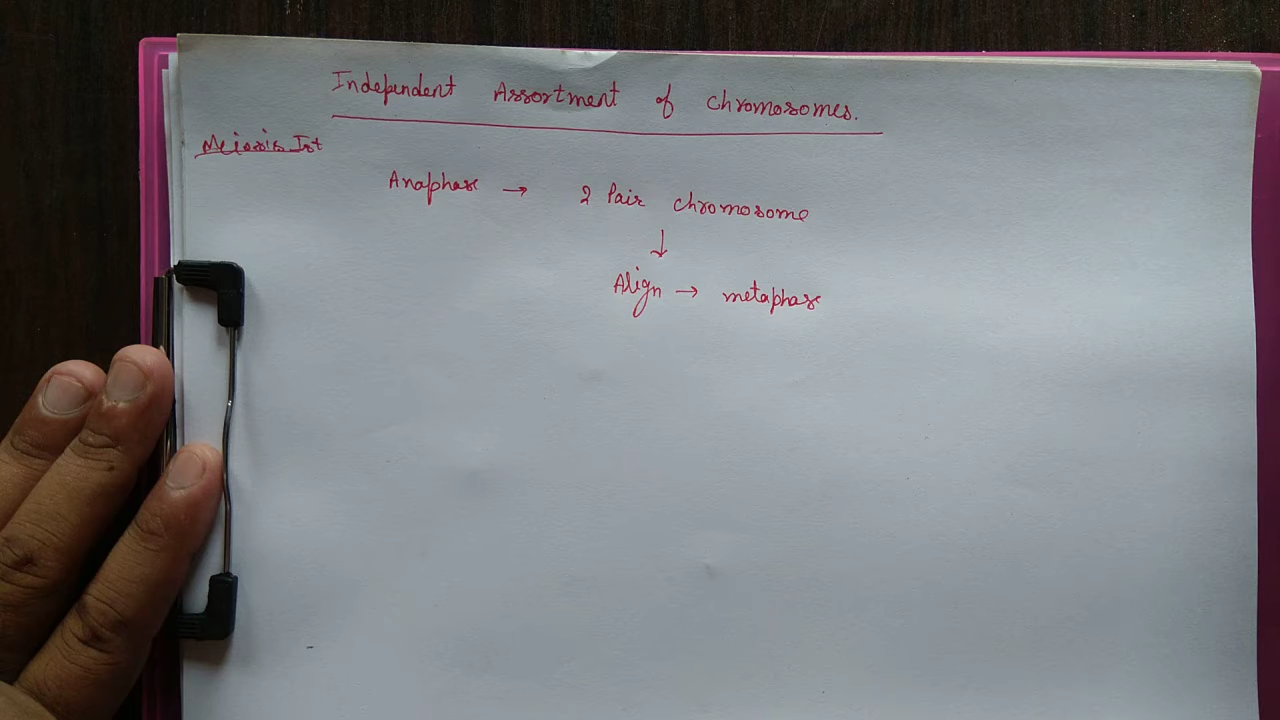 Independent Assortment of chromosomes.
Meiosis Ist
Anaphase → 2 Pair chromosome
↓
Align → metaphase